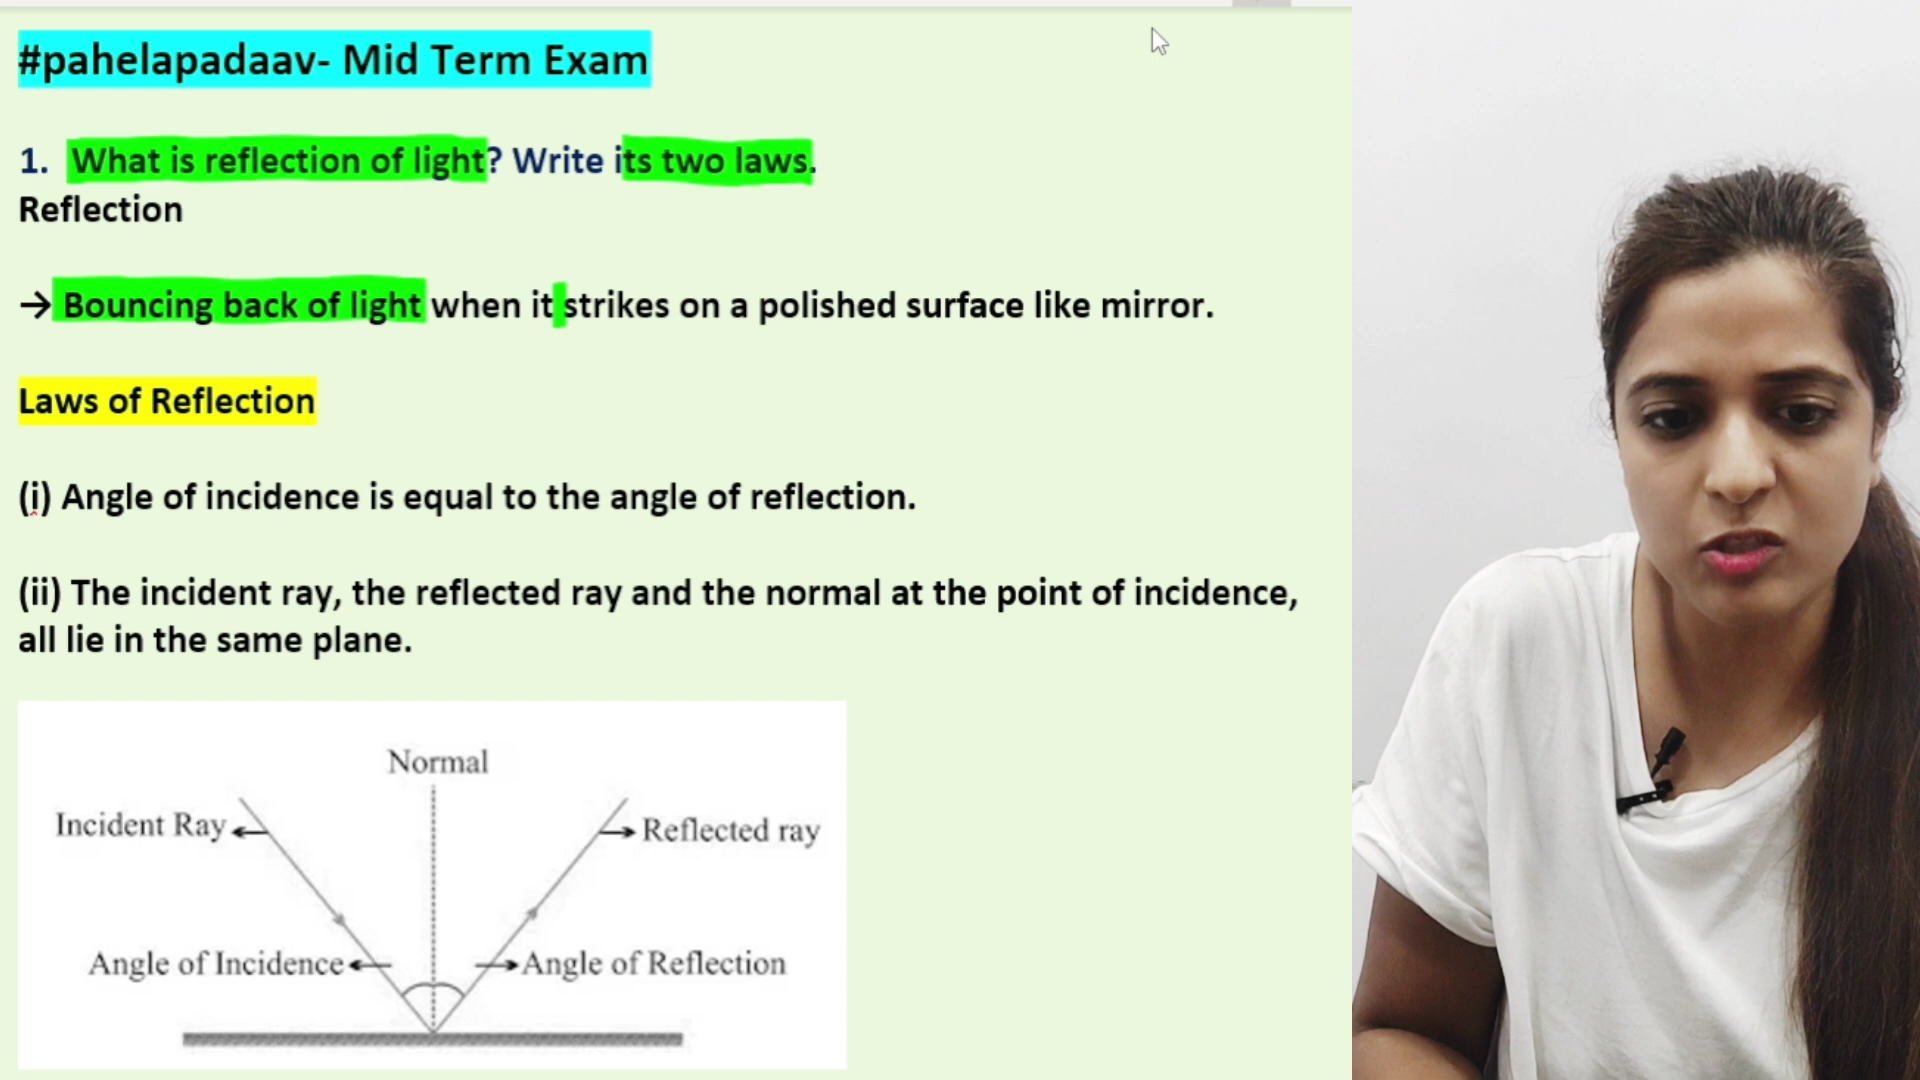 #pahelapadaav- Mid Term Exam
1. What is reflection of light? Write its two laws.
Reflection
→ Bouncing back of light when it strikes on a polished surface like mirror.
Laws of Reflection
(i) Angle of incidence is equal to the angle of reflection.
(ii) The incident ray, the reflected ray and the normal at the point of incidence,
all lie in the same plane.
Normal
Incident Ray
Reflected ray
Angle of Incidence
Angle of Reflection